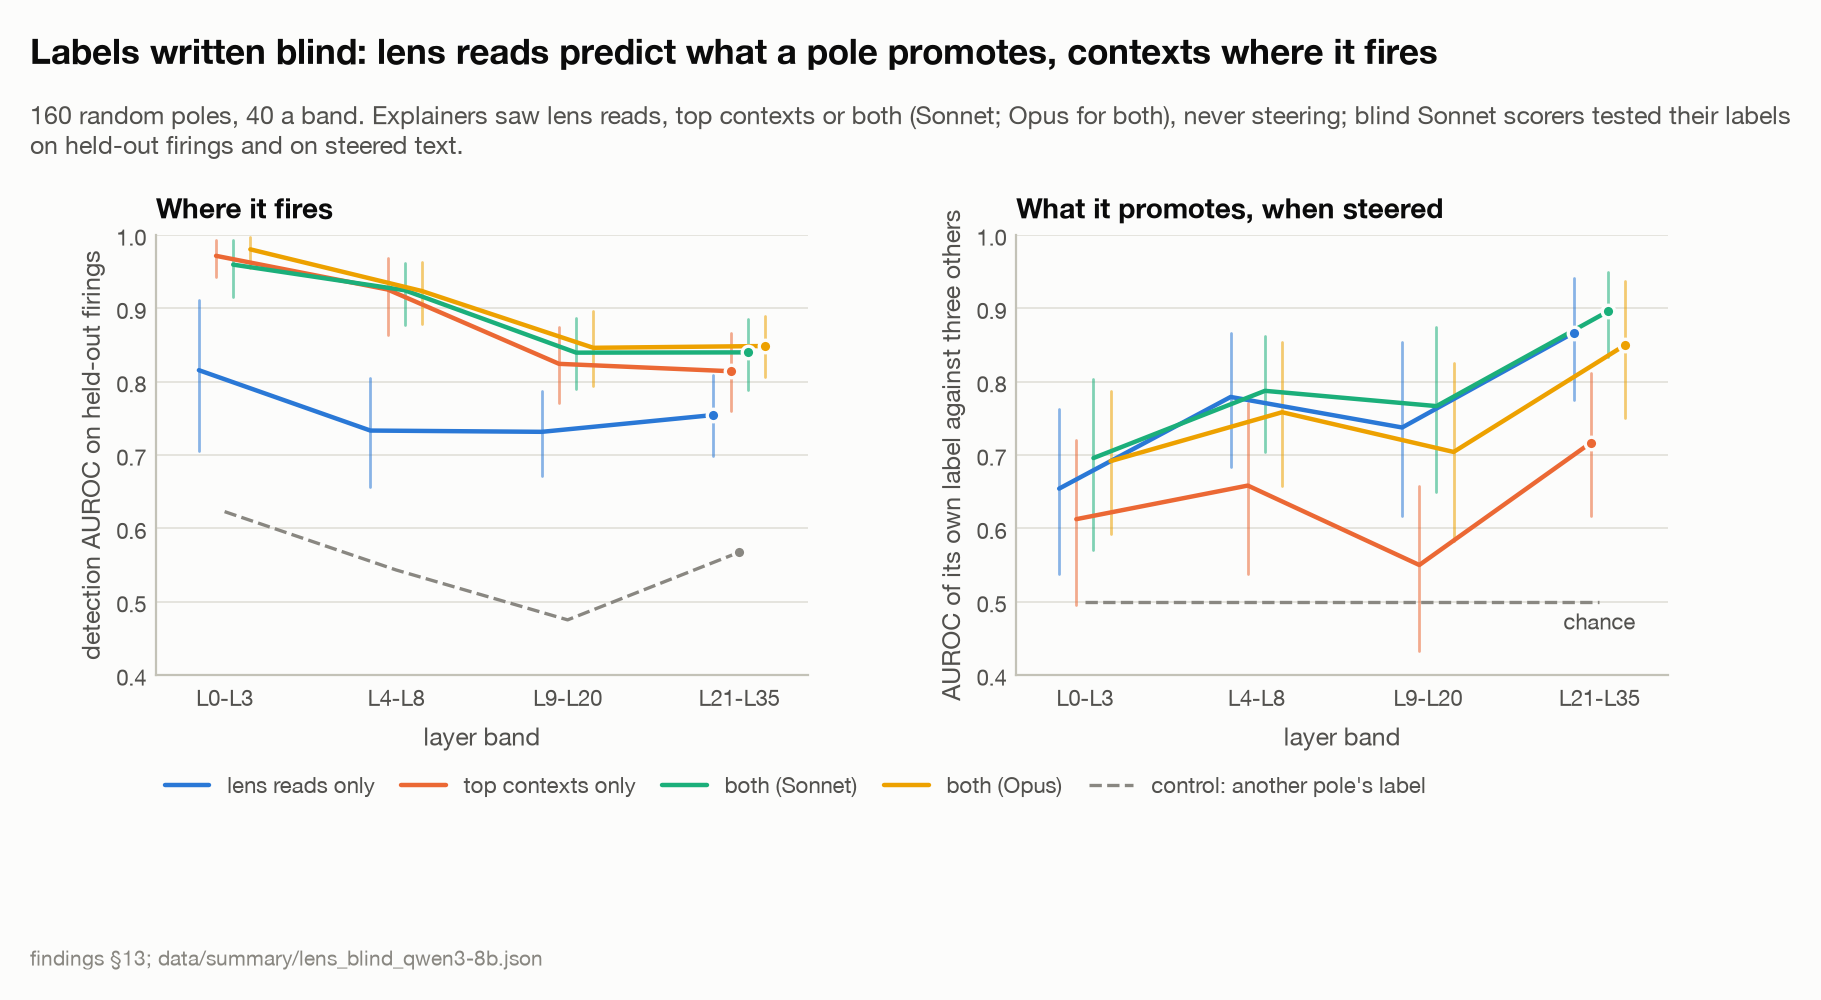 Labels written blind: lens reads predict what a pole promotes, contexts where it fires
160 random poles, 40 a band. Explainers saw lens reads, top contexts or both (Sonnet; Opus for both), never steering; blind Sonnet scorers tested their labels
on held-out firings and on steered text.
Where it fires
detection AUROC on held-out firings
1.0
0.9
0.8
0.7
0.6
0.5
0.4
L0-L3 L4-L8 L9-L20 L21-L35
layer band
What it promotes, when steered
AUROC of its own label against three others
1.0
0.9
0.8
0.7
0.6
0.5
0.4
chance
L0-L3 L4-L8 L9-L20 L21-L35
layer band
lens reads only top contexts only both (Sonnet) both (Opus) control: another pole's label
findings §13; data/summary/lens_blind_qwen3-8b.json